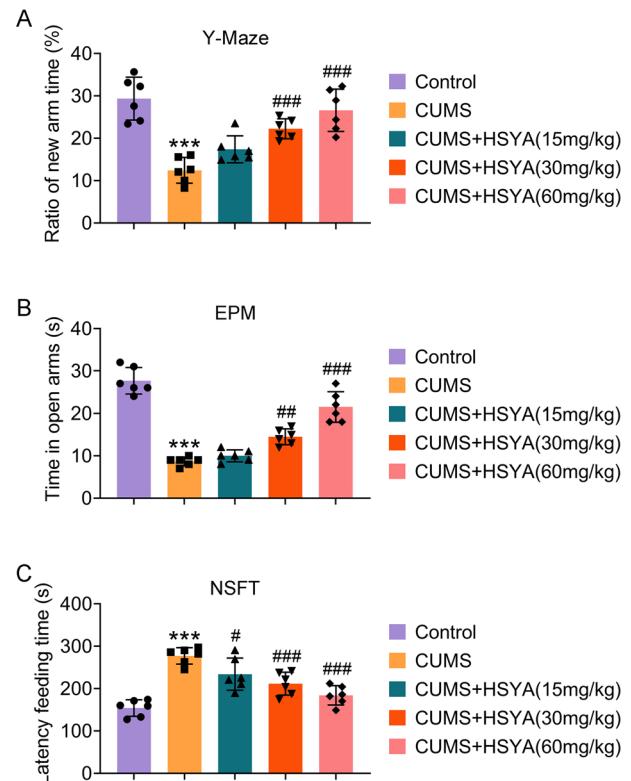 A
Y-Maze
Ratio of new arm time (%)
40
30
20
10
0
***
###
###
Control
CUMS
CUMS+HSYA(15mg/kg)
CUMS+HSYA(30mg/kg)
CUMS+HSYA(60mg/kg)
B
EPM
Time in open arms (s)
40
30
20
10
0
***
##
###
Control
CUMS
CUMS+HSYA(15mg/kg)
CUMS+HSYA(30mg/kg)
CUMS+HSYA(60mg/kg)
C
NSFT
Latency feeding time (s)
400
300
200
100
0
***
#
###
###
Control
CUMS
CUMS+HSYA(15mg/kg)
CUMS+HSYA(30mg/kg)
CUMS+HSYA(60mg/kg)